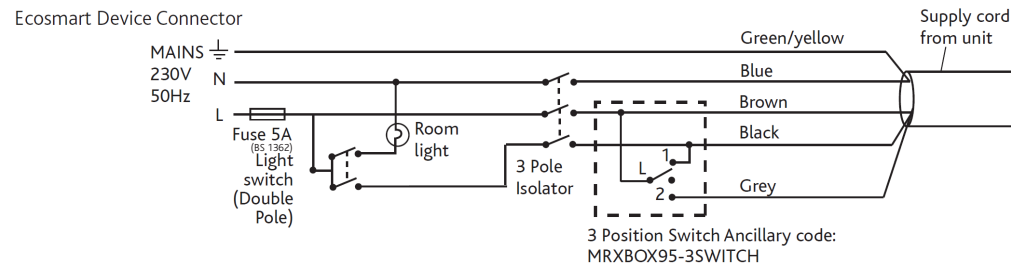 Ecosmart Device Connector
Supply cord
from unit
MAINS
230V
50Hz
N
L
Green/yellow
Blue
Brown
Black
Grey
Fuse 5A
(BS 1362)
Light
switch
(Double
Pole)
Room
light
3 Pole
Isolator
1
L
2
3 Position Switch Ancillary code:
MRXBOX95-3SWITCH